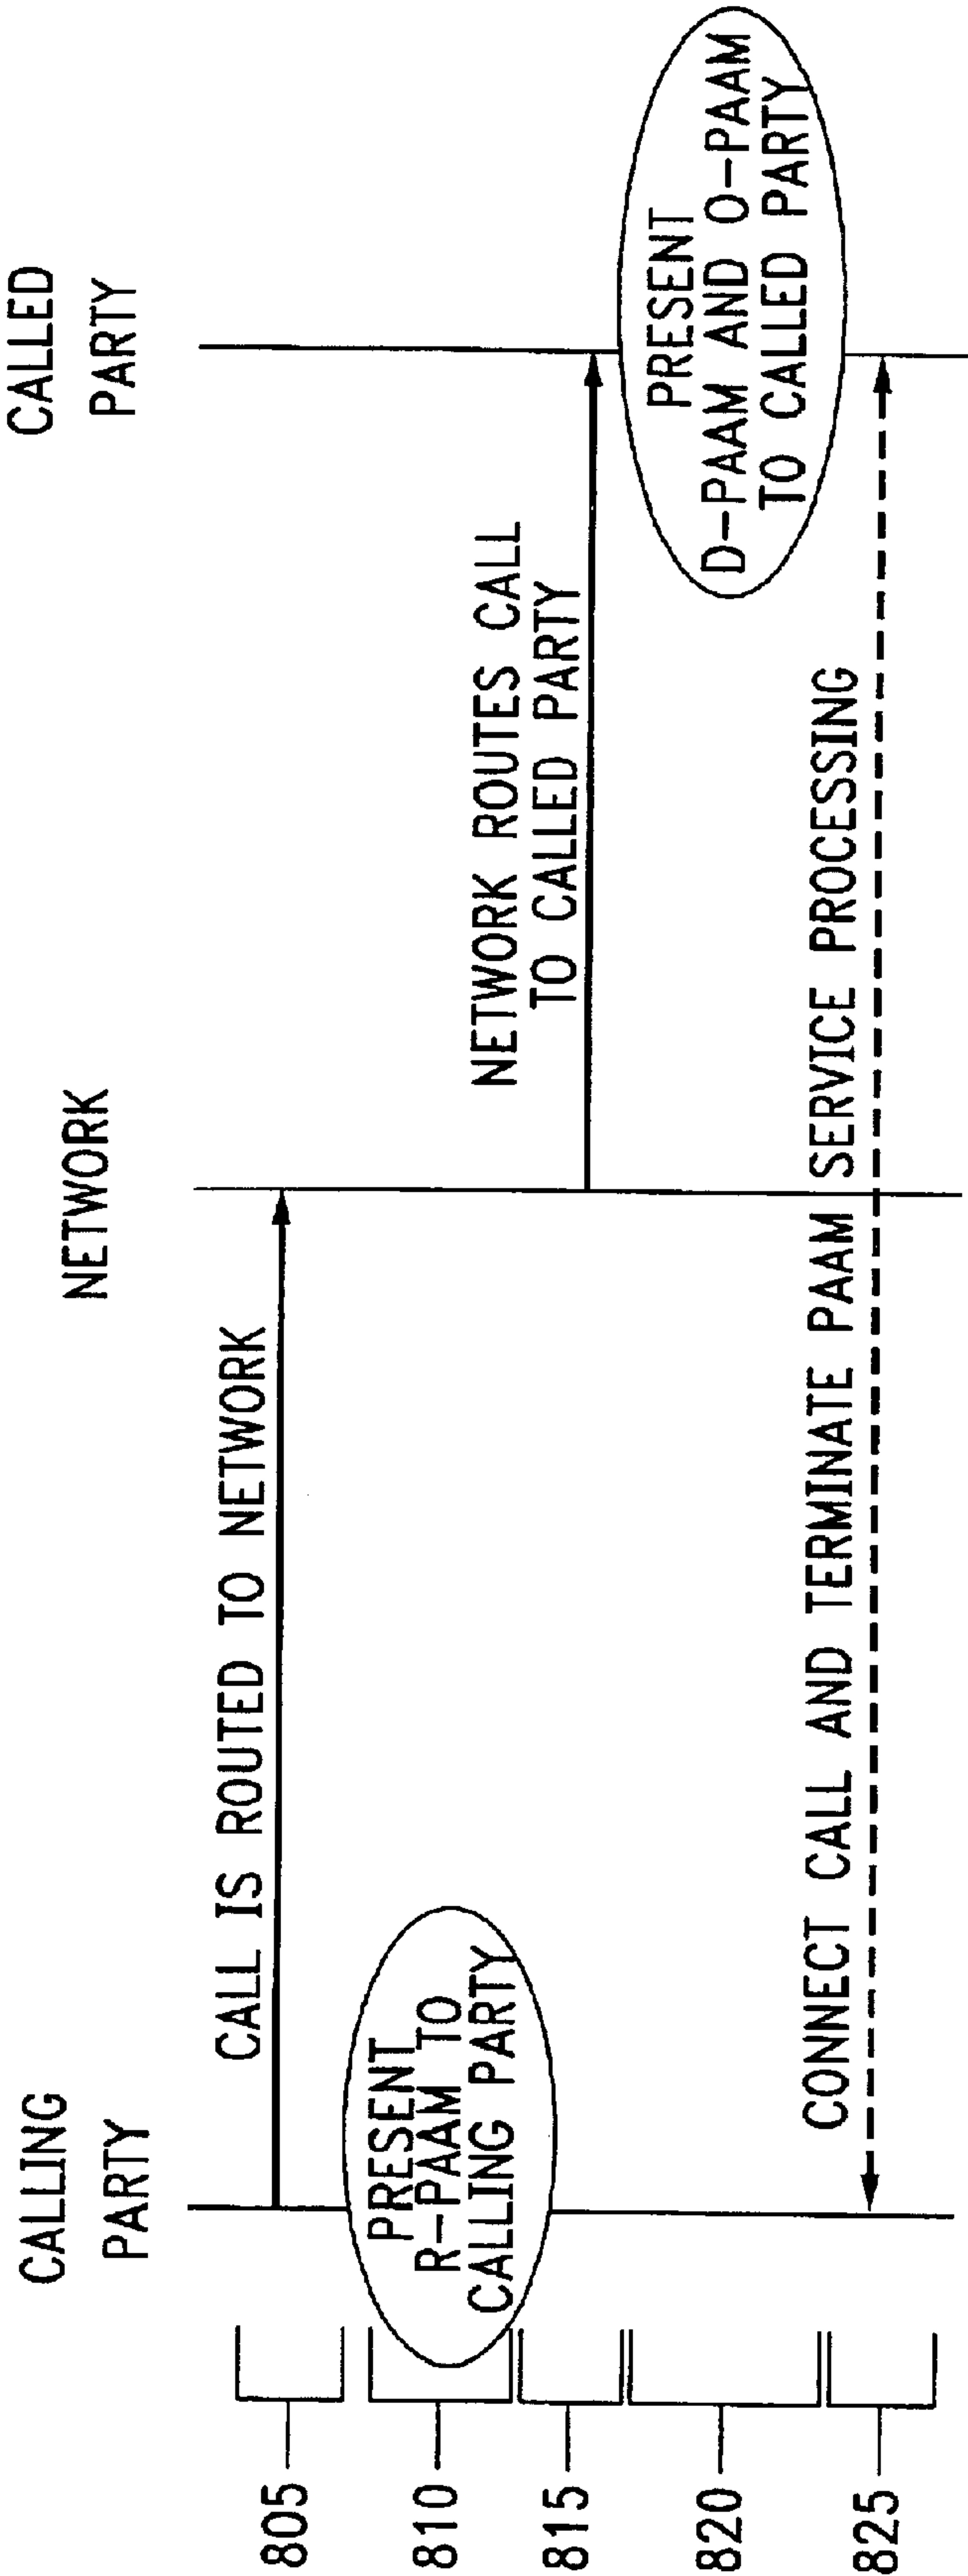 CALLING
PARTY
NETWORK
CALLED
PARTY
805
CALL IS ROUTED TO NETWORK
810
PRESENT
R-PAAM TO
CALLING PARTY
815
NETWORK ROUTES CALL
TO CALLED PARTY
820
PRESENT
D-PAAM AND O-PAAM
TO CALLED PARTY
825
CONNECT CALL AND TERMINATE PAAM SERVICE PROCESSING